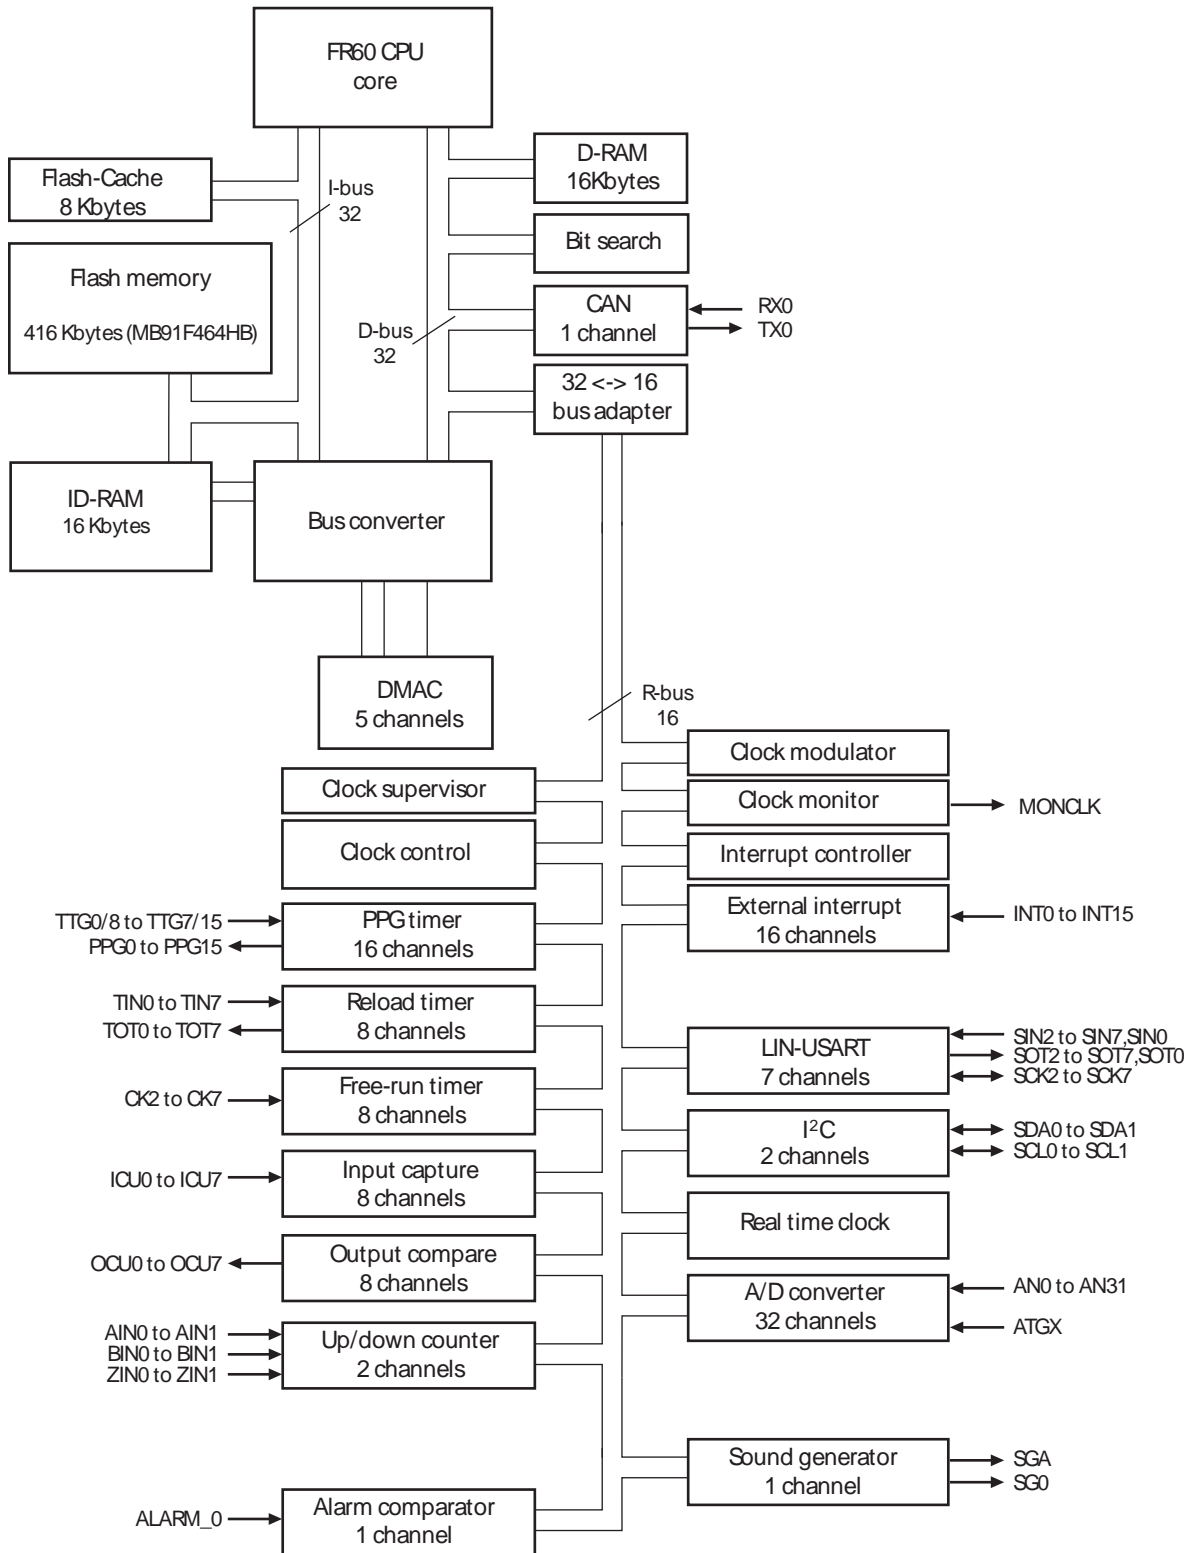 FR60 CPU
core
Flash-Cache
8 Kbytes
D-RAM
16Kbytes
I-bus
32
Bit search
Flash memory
416 Kbytes (MB91F464HB)
CAN
1 channel
RX0
TX0
D-bus
32
32 <-> 16
bus adapter
ID-RAM
16 Kbytes
Bus converter
DMAC
5 channels
R-bus
16
Clock modulator
Clock supervisor
Clock monitor
MONCLK
Clock control
Interrupt controller
TTG0/8 to TTG7/15
PPG0 to PPG15
PPG timer
16 channels
External interrupt
16 channels
INT0 to INT15
TIN0 to TIN7
TOT0 to TOT7
Reload timer
8 channels
LIN-USART
7 channels
SIN2 to SIN7,SIN0
SOT2 to SOT7,SOT0
SCK2 to SCK7
CK2 to CK7
Free-run timer
8 channels
I²C
2 channels
SDA0 to SDA1
SCL0 to SCL1
ICU0 to ICU7
Input capture
8 channels
Real time clock
OCU0 to OCU7
Output compare
8 channels
A/D converter
32 channels
AN0 to AN31
ATGX
AIN0 to AIN1
BIN0 to BIN1
ZIN0 to ZIN1
Up/down counter
2 channels
Sound generator
1 channel
SGA
SG0
ALARM_0
Alarm comparator
1 channel